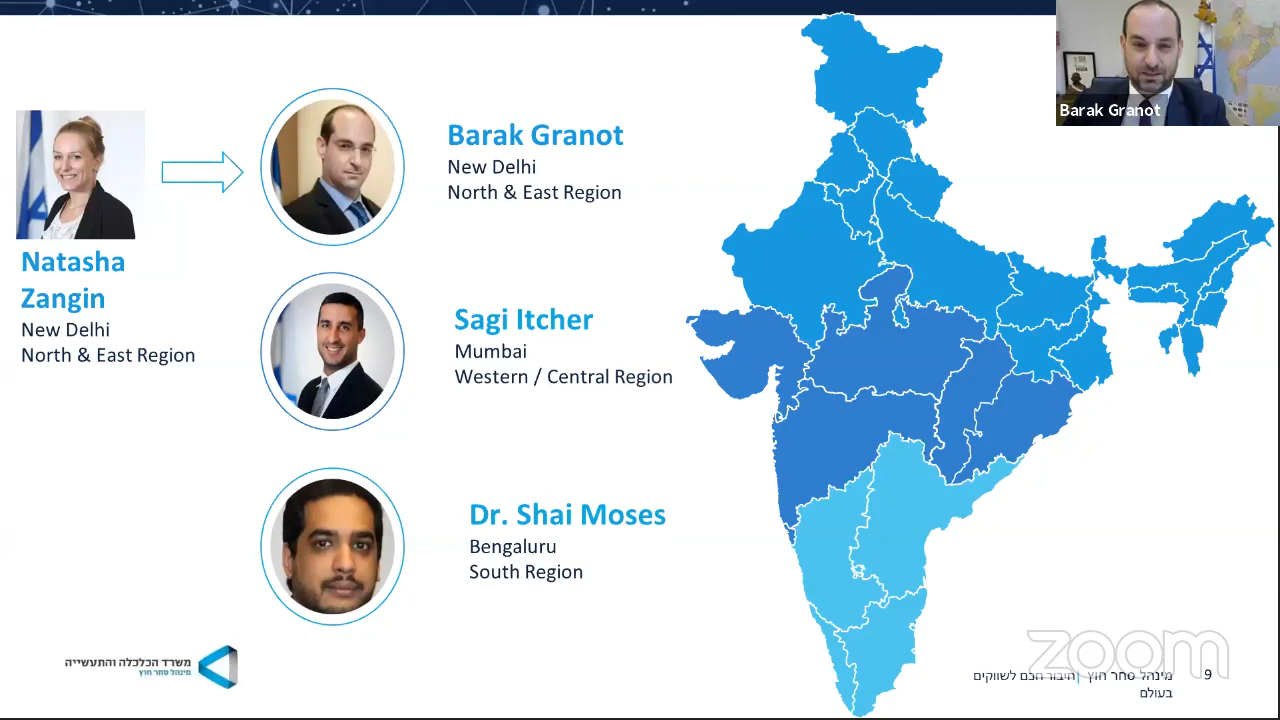 Barak Granot
Natasha
Zangin
New Delhi
North & East Region
Barak Granot
New Delhi
North & East Region
Sagi Itcher
Mumbai
Western / Central Region
Dr. Shai Moses
Bengaluru
South Region
משרד הכלכלה והתעשייה
מינהל סחר חוץ
zoom
מינהל סחר חוץ | חיבור חכם לשווקים
בעולם
9